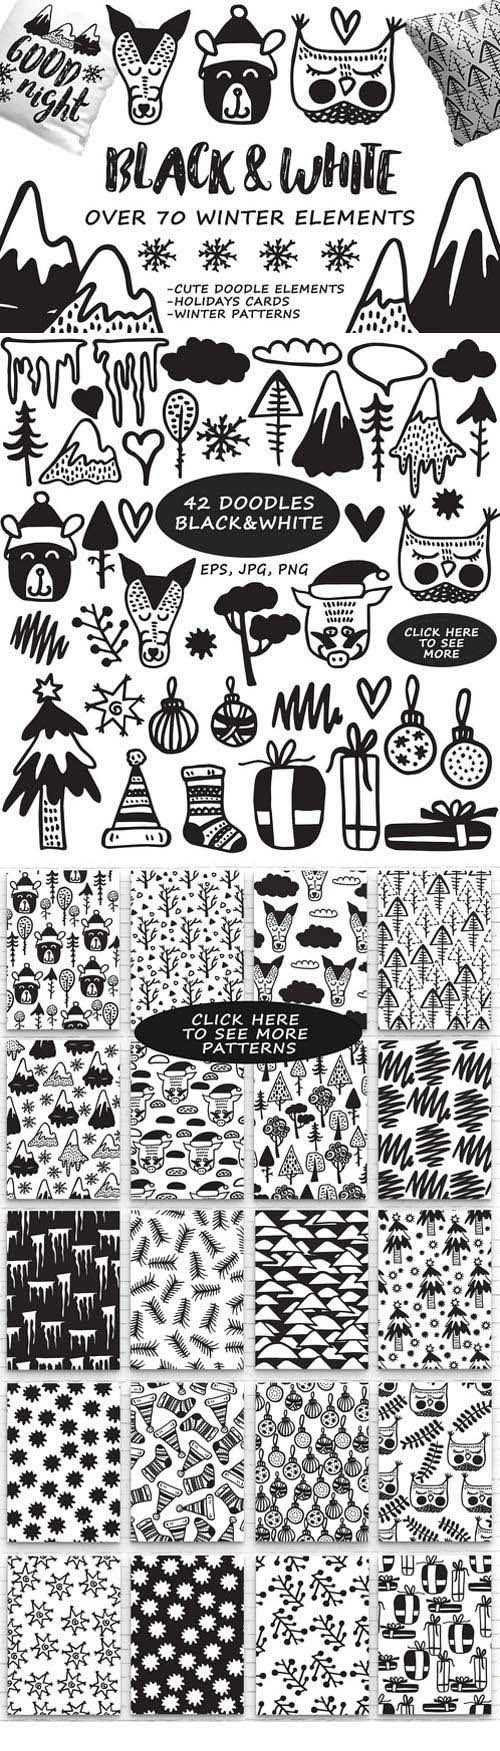 GOOD
night
BLACK & WHITE
OVER 70 WINTER ELEMENTS
-CUTE DOODLE ELEMENTS
-HOLIDAYS CARDS
-WINTER PATTERNS
42 DOODLES
BLACK&WHITE
EPS, JPG, PNG
CLICK HERE
TO SEE
MORE
CLICK HERE
TO SEE MORE
PATTERNS